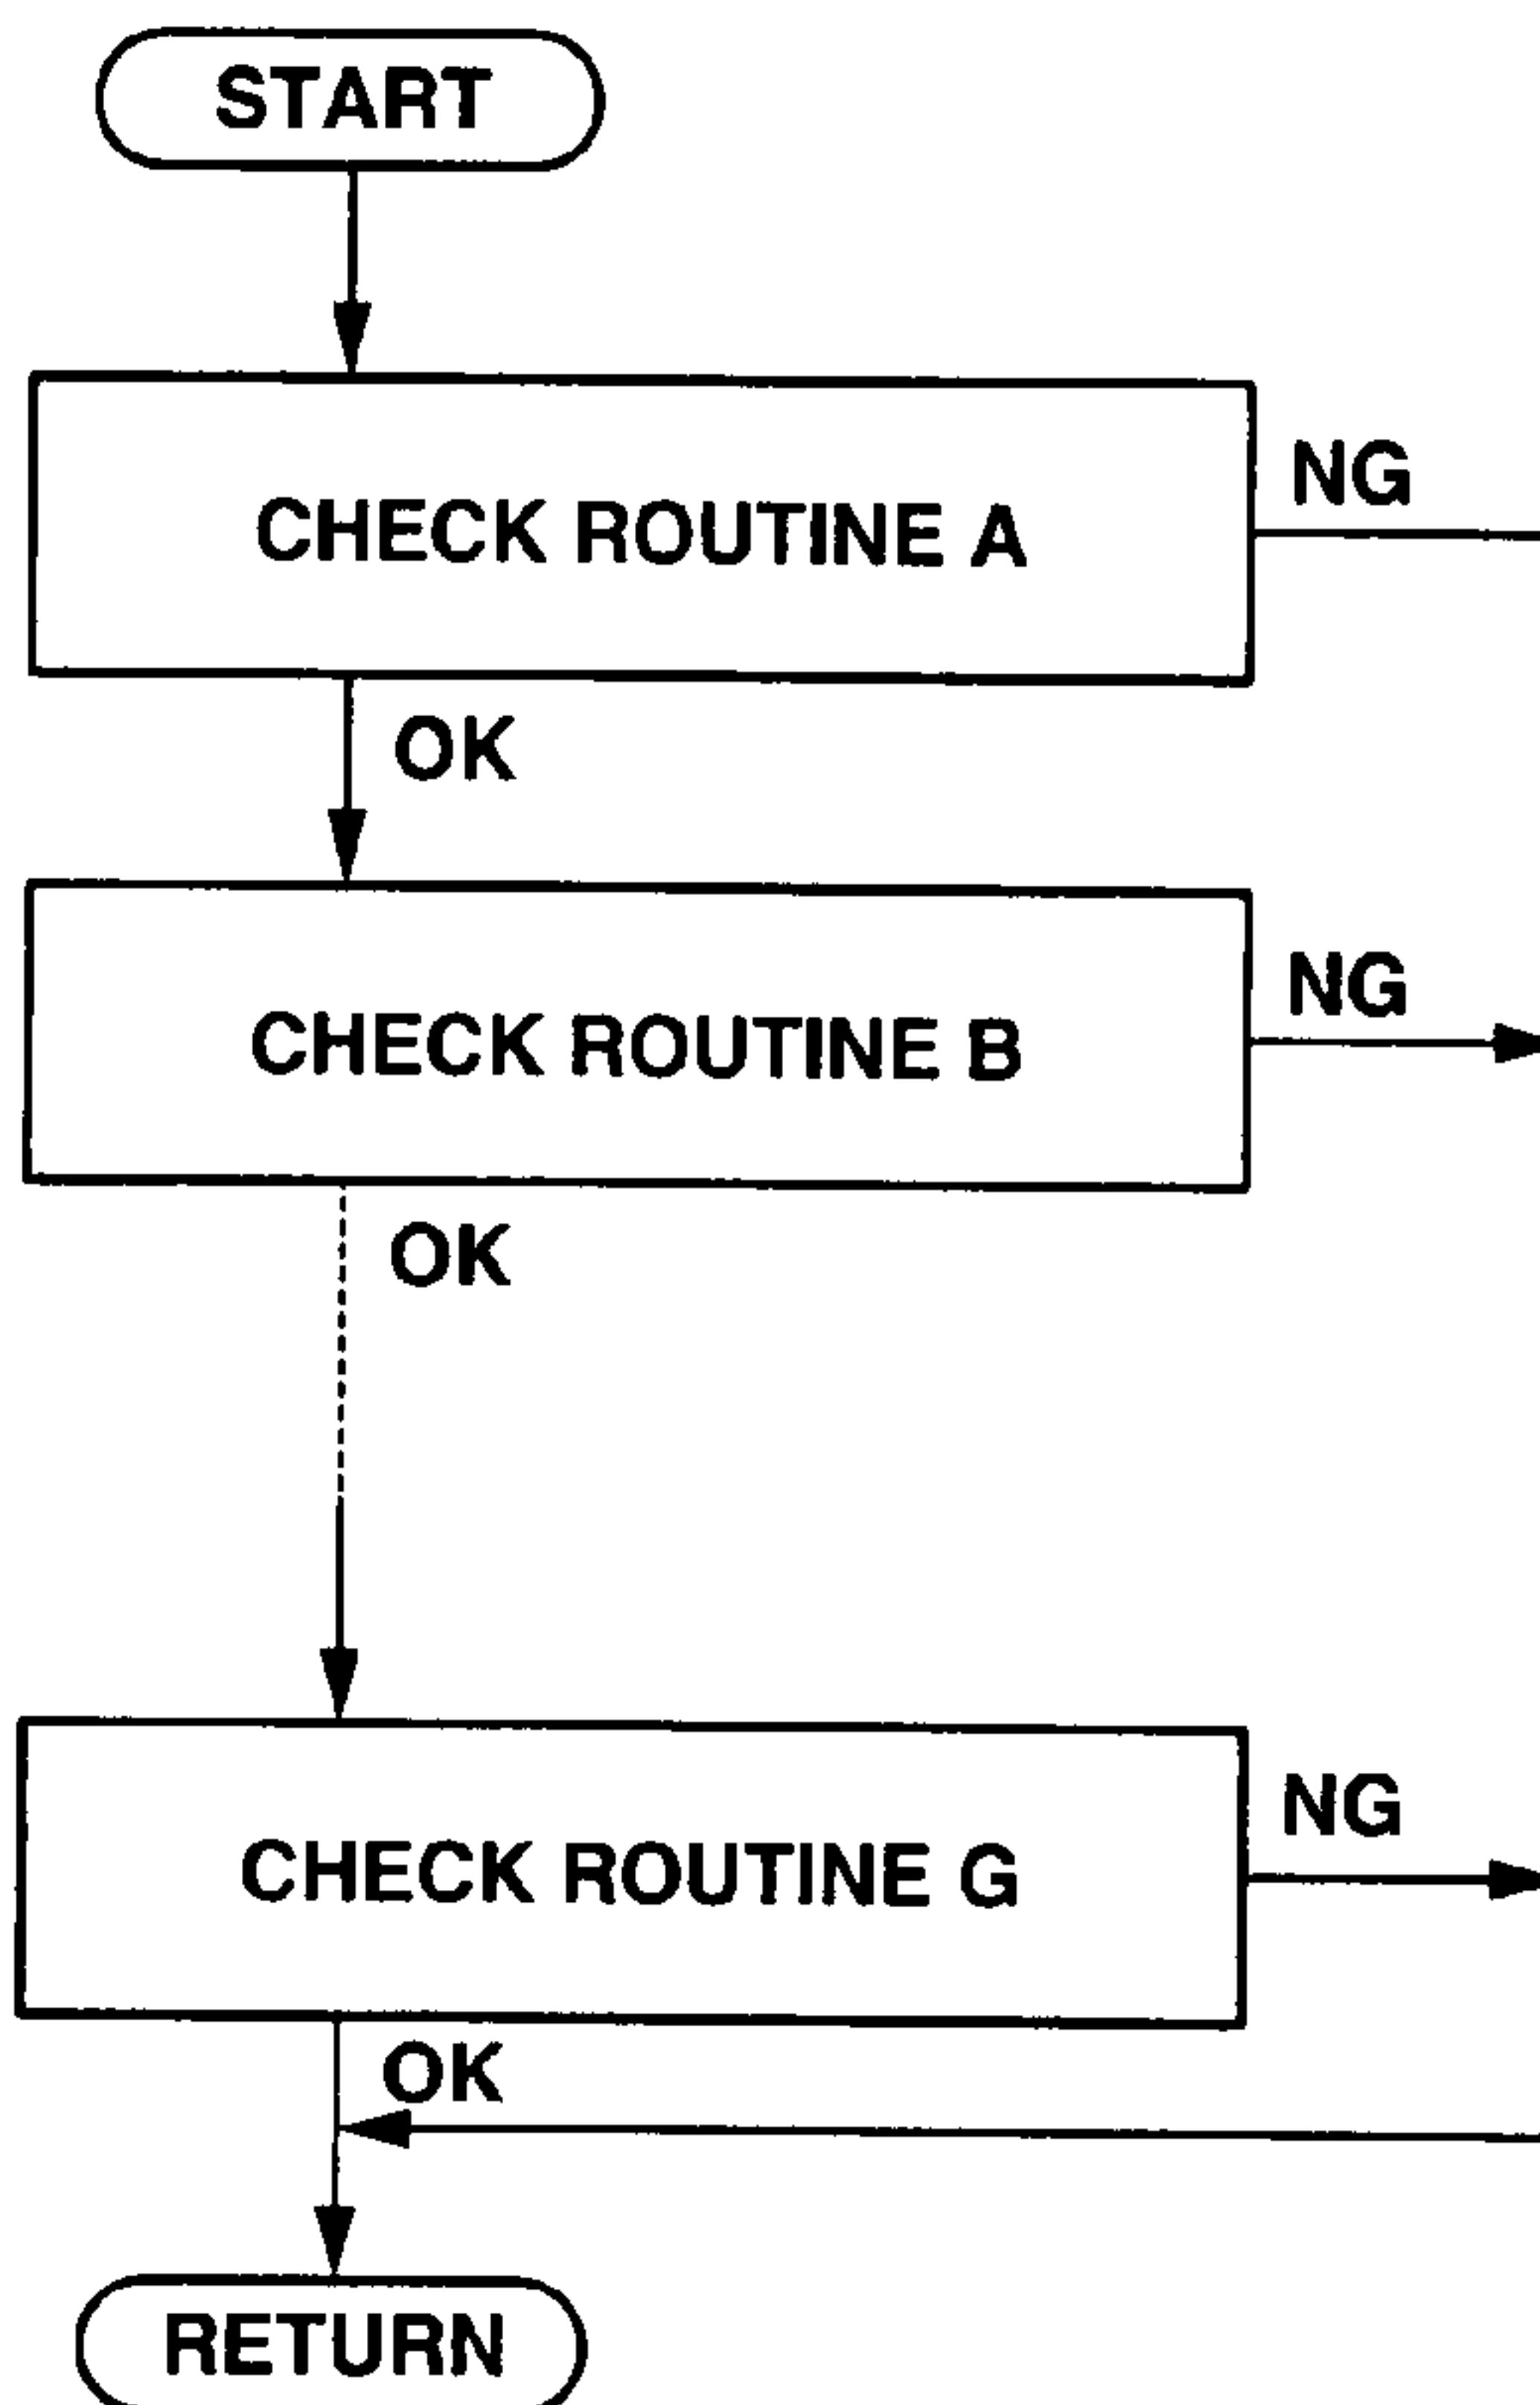 START
CHECK ROUTINE A
NG
OK
CHECK ROUTINE B
NG
OK
CHECK ROUTINE G
NG
OK
RETURN